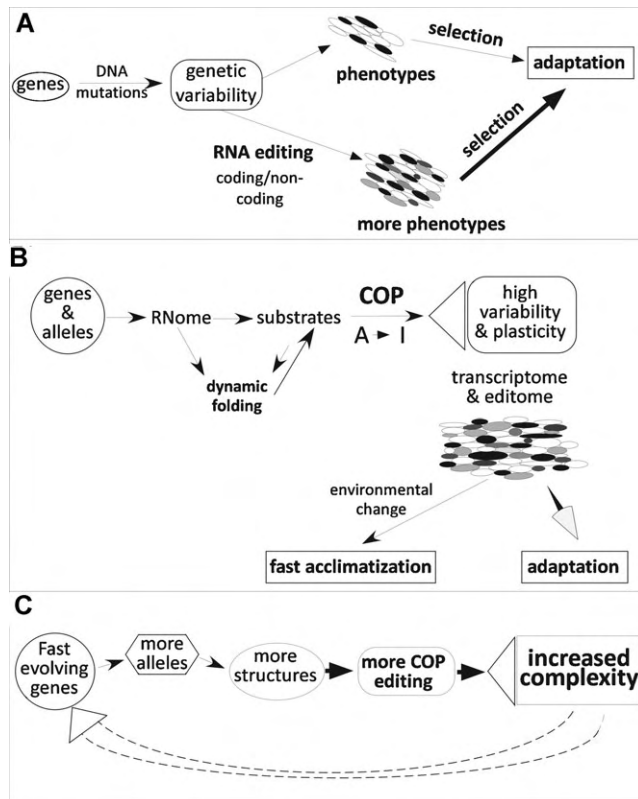 A
genes
DNA
mutations
genetic
variability
phenotypes
selection
adaptation
RNA editing
coding/non-
coding
more phenotypes
selection
B
genes
&
alleles
RNome
substrates
dynamic
folding
COP
A I
high
variability
& plasticity
transcriptome
& editome
environmental
change
fast acclimatization
adaptation
C
Fast
evolving
genes
more
alleles
more
structures
more COP
editing
increased
complexity